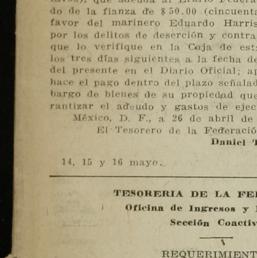 do de la fianza de $50.00 (cincuent
favor del marinero Eduardo Harris
por los delitos de deserción y contra
que lo verifique en la Caja de est
los tres días siguientes a la fecha de
del presente en el Diario Oficial; ap
hace el pago dentro del plazo señalad
bargo de bienes de su propiedad que
rantizar el adeudo y gastos de ejec
México, D. F., a 26 de abril de
El Tesorero de la Federació
Daniel T
14, 15 y 16 mayo.
TESORERIA DE LA FE
Oficina de Ingresos y
Sección Coactiv
REQUERIMIENT